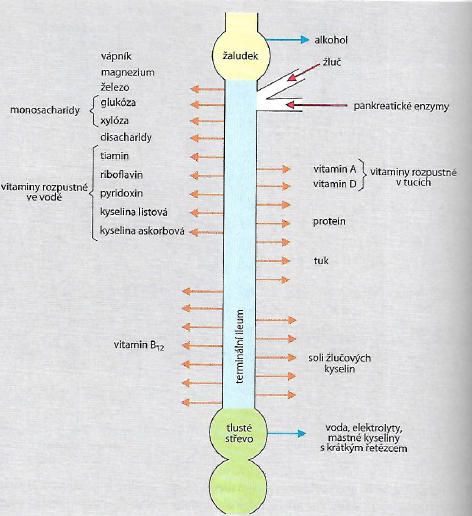 žaludek
alkohol
žluč
pankreatické enzymy
vápník
magnezium
železo
monosacharidy
glukóza
xylóza
disacharidy
vitaminy rozpustné
ve vodě
tiamin
riboflavin
pyridoxin
kyselina listová
kyselina askorbová
vitamin A
vitamin D
vitaminy rozpustné
v tucích
protein
tuk
terminální ileum
vitamin B12
soli žlučových
kyselin
tlusté
střevo
voda, elektrolyty,
mastné kyseliny
s krátkým řetězcem